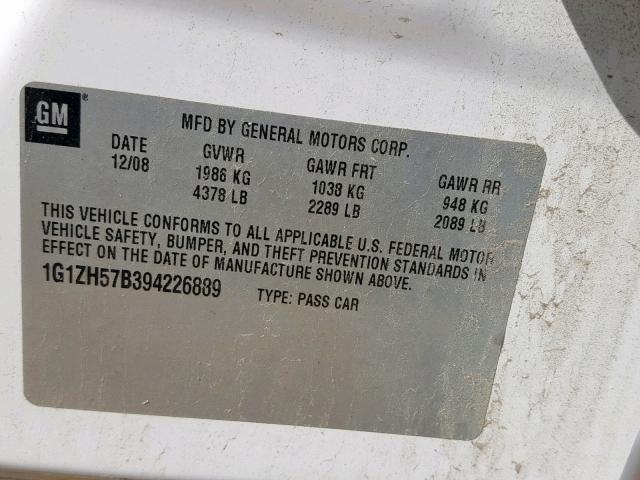 GM®
MFD BY GENERAL MOTORS CORP.
DATE GVWR GAWR FRT GAWR RR
12/08 1986 KG 1038 KG 948 KG
4378 LB 2289 LB 2089 LB
THIS VEHICLE CONFORMS TO ALL APPLICABLE U.S. FEDERAL MOTOR
VEHICLE SAFETY, BUMPER, AND THEFT PREVENTION STANDARDS IN
EFFECT ON THE DATE OF MANUFACTURE SHOWN ABOVE.
1G1ZH57B394226889 TYPE: PASS CAR